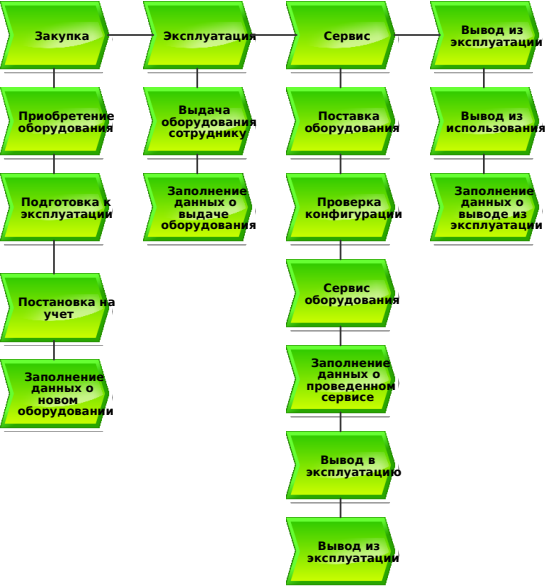 Закупка
Эксплуатация
Сервис
Вывод из
эксплуатации
Приобретение
оборудования
Выдача
оборудования
сотруднику
Поставка
оборудования
Вывод из
использования
Подготовка к
эксплуатации
Заполнение
данных о
выдаче
оборудования
Проверка
конфигурации
Заполнение
данных о
выводе из
эксплуатации
Постановка на
учет
Сервис
оборудования
Заполнение
данных о
новом
оборудовании
Заполнение
данных о
проведенном
сервисе
Вывод в
эксплуатацию
Вывод из
эксплуатации